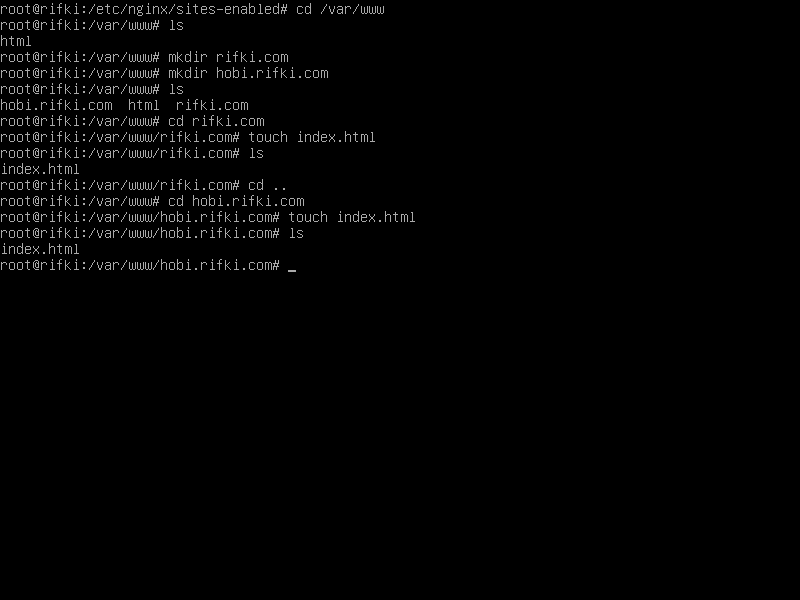 root@rifki:/etc/nginx/sites-enabled# cd /var/www
root@rifki:/var/www# ls
html
root@rifki:/var/www# mkdir rifki.com
root@rifki:/var/www# mkdir hobi.rifki.com
root@rifki:/var/www# ls
hobi.rifki.com  html  rifki.com
root@rifki:/var/www# cd rifki.com
root@rifki:/var/www/rifki.com# touch index.html
root@rifki:/var/www/rifki.com# ls
index.html
root@rifki:/var/www/rifki.com# cd ..
root@rifki:/var/www# cd hobi.rifki.com
root@rifki:/var/www/hobi.rifki.com# touch index.html
root@rifki:/var/www/hobi.rifki.com# ls
index.html
root@rifki:/var/www/hobi.rifki.com# _